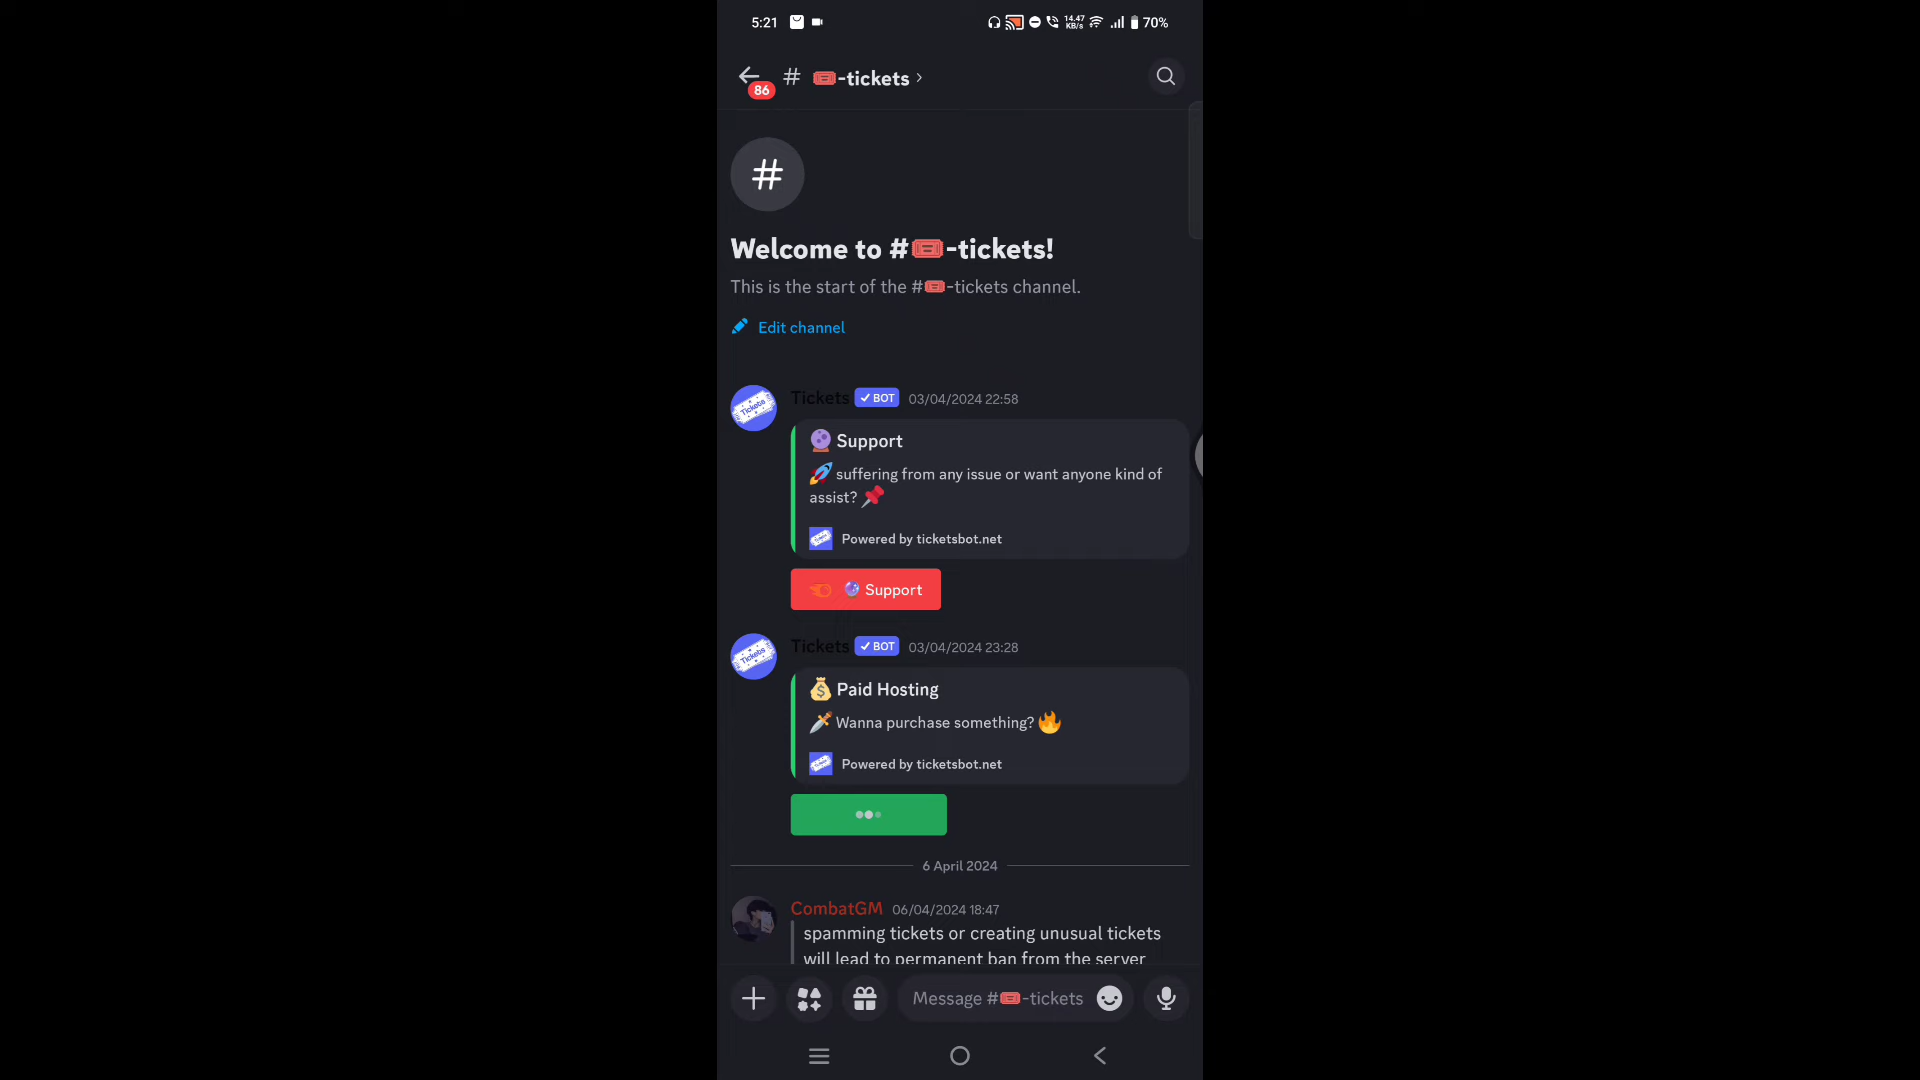 5:21 14.47 KB/s 70%
86 # 🎟️-tickets ›
#
Welcome to #🎟️-tickets!
This is the start of the #🎟️-tickets channel.
Edit channel
Tickets ✓ BOT 03/04/2024 22:58
🔮 Support
🚀 suffering from any issue or want anyone kind of
assist? 📌
Powered by ticketsbot.net
🔮 Support
Tickets ✓ BOT 03/04/2024 23:28
💰 Paid Hosting
🗡️ Wanna purchase something? 🔥
Powered by ticketsbot.net
6 April 2024
CombatGM 06/04/2024 18:47
spamming tickets or creating unusual tickets
will lead to permanent ban from the server
Message #🎟️-tickets